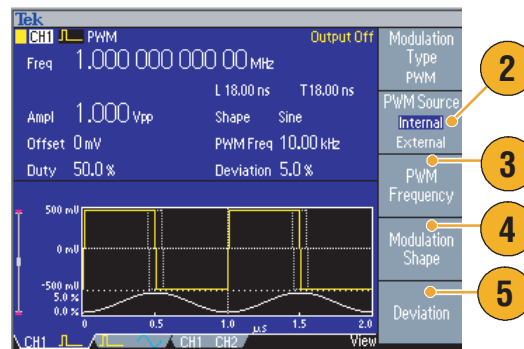 Tek
CH1 PWM Output Off
Freq 1.000 000 000 00 MHz
L 18.00 ns T18.00 ns
Ampl 1.000 Vpp Shape Sine
Offset 0 mV PWM Freq 10.00 kHz
Duty 50.0 % Deviation 5.0 %
500 mV
0 mV
-500 mV
5.0 %
0.0 %
0 0.5 1.0 µs 1.5 2.0
CH1 CH1 CH2 View
Modulation
Type
PWM
PWM Source
Internal
External
PWM
Frequency
Modulation
Shape
Deviation
2
3
4
5